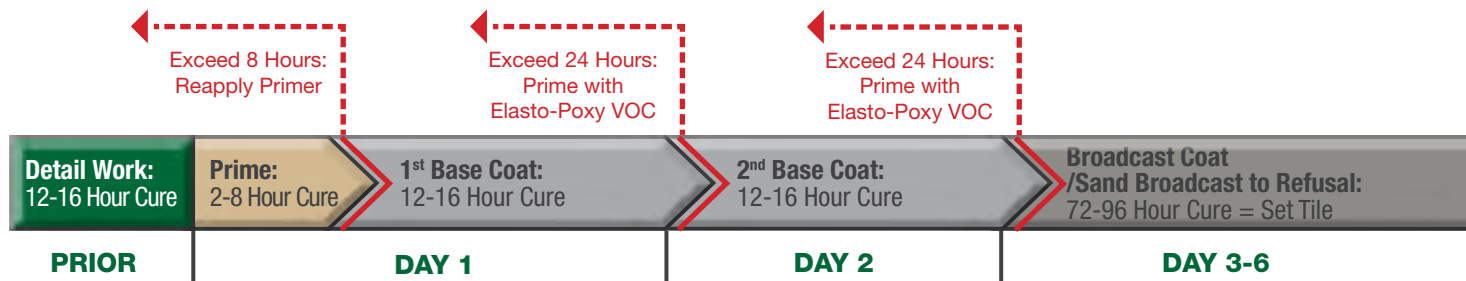 Exceed 8 Hours:
Reapply Primer
Exceed 24 Hours:
Prime with
Elasto-Poxy VOC
Exceed 24 Hours:
Prime with
Elasto-Poxy VOC
Detail Work:
12-16 Hour Cure
Prime:
2-8 Hour Cure
1st Base Coat:
12-16 Hour Cure
2nd Base Coat:
12-16 Hour Cure
Broadcast Coat
/Sand Broadcast to Refusal:
72-96 Hour Cure = Set Tile
PRIOR
DAY 1
DAY 2
DAY 3-6